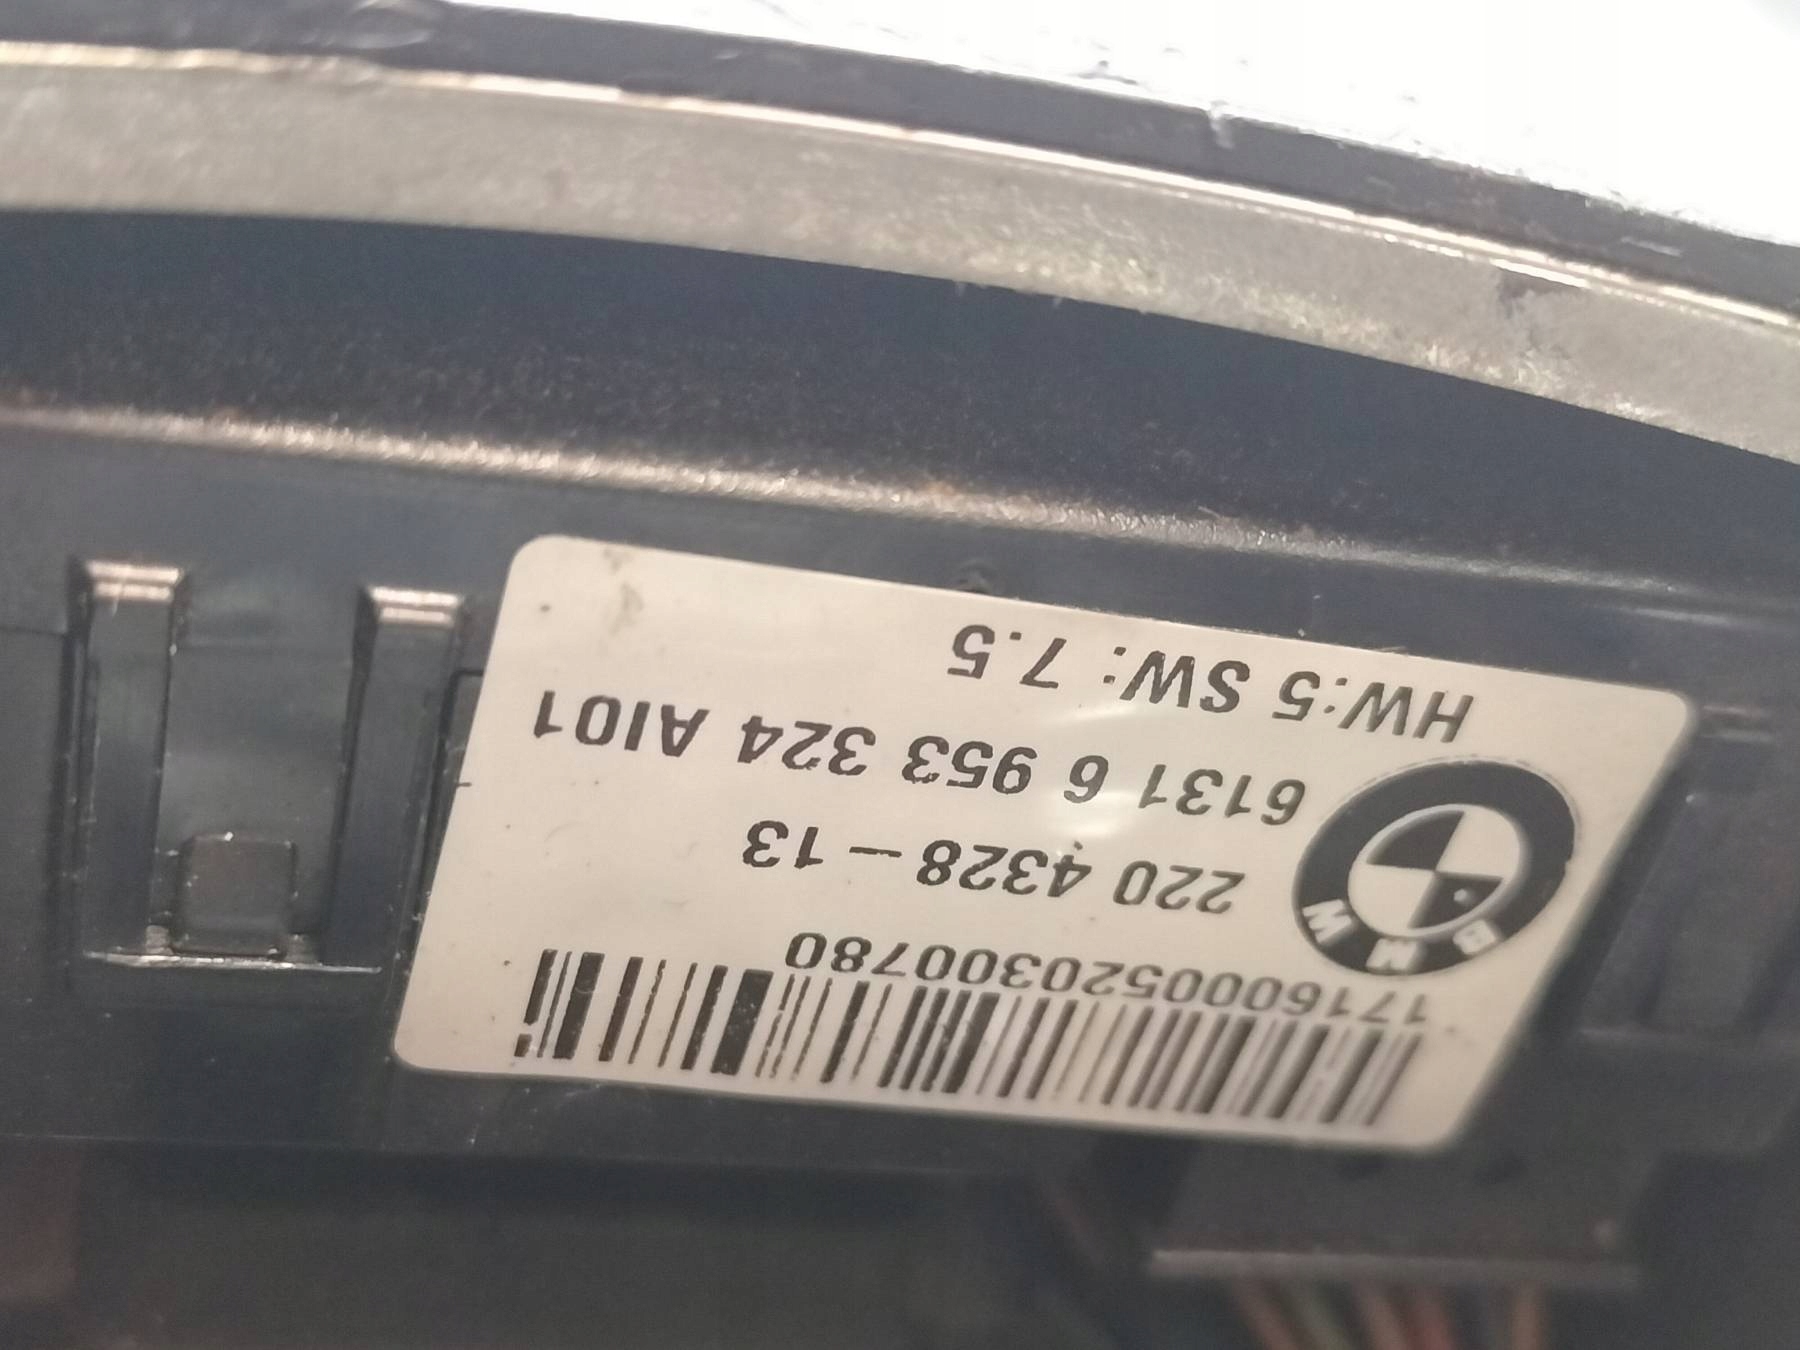 1716000520300780
BMW
220 4328-13
6131 6 953 324 AI01
HW:5 SW: 7.5